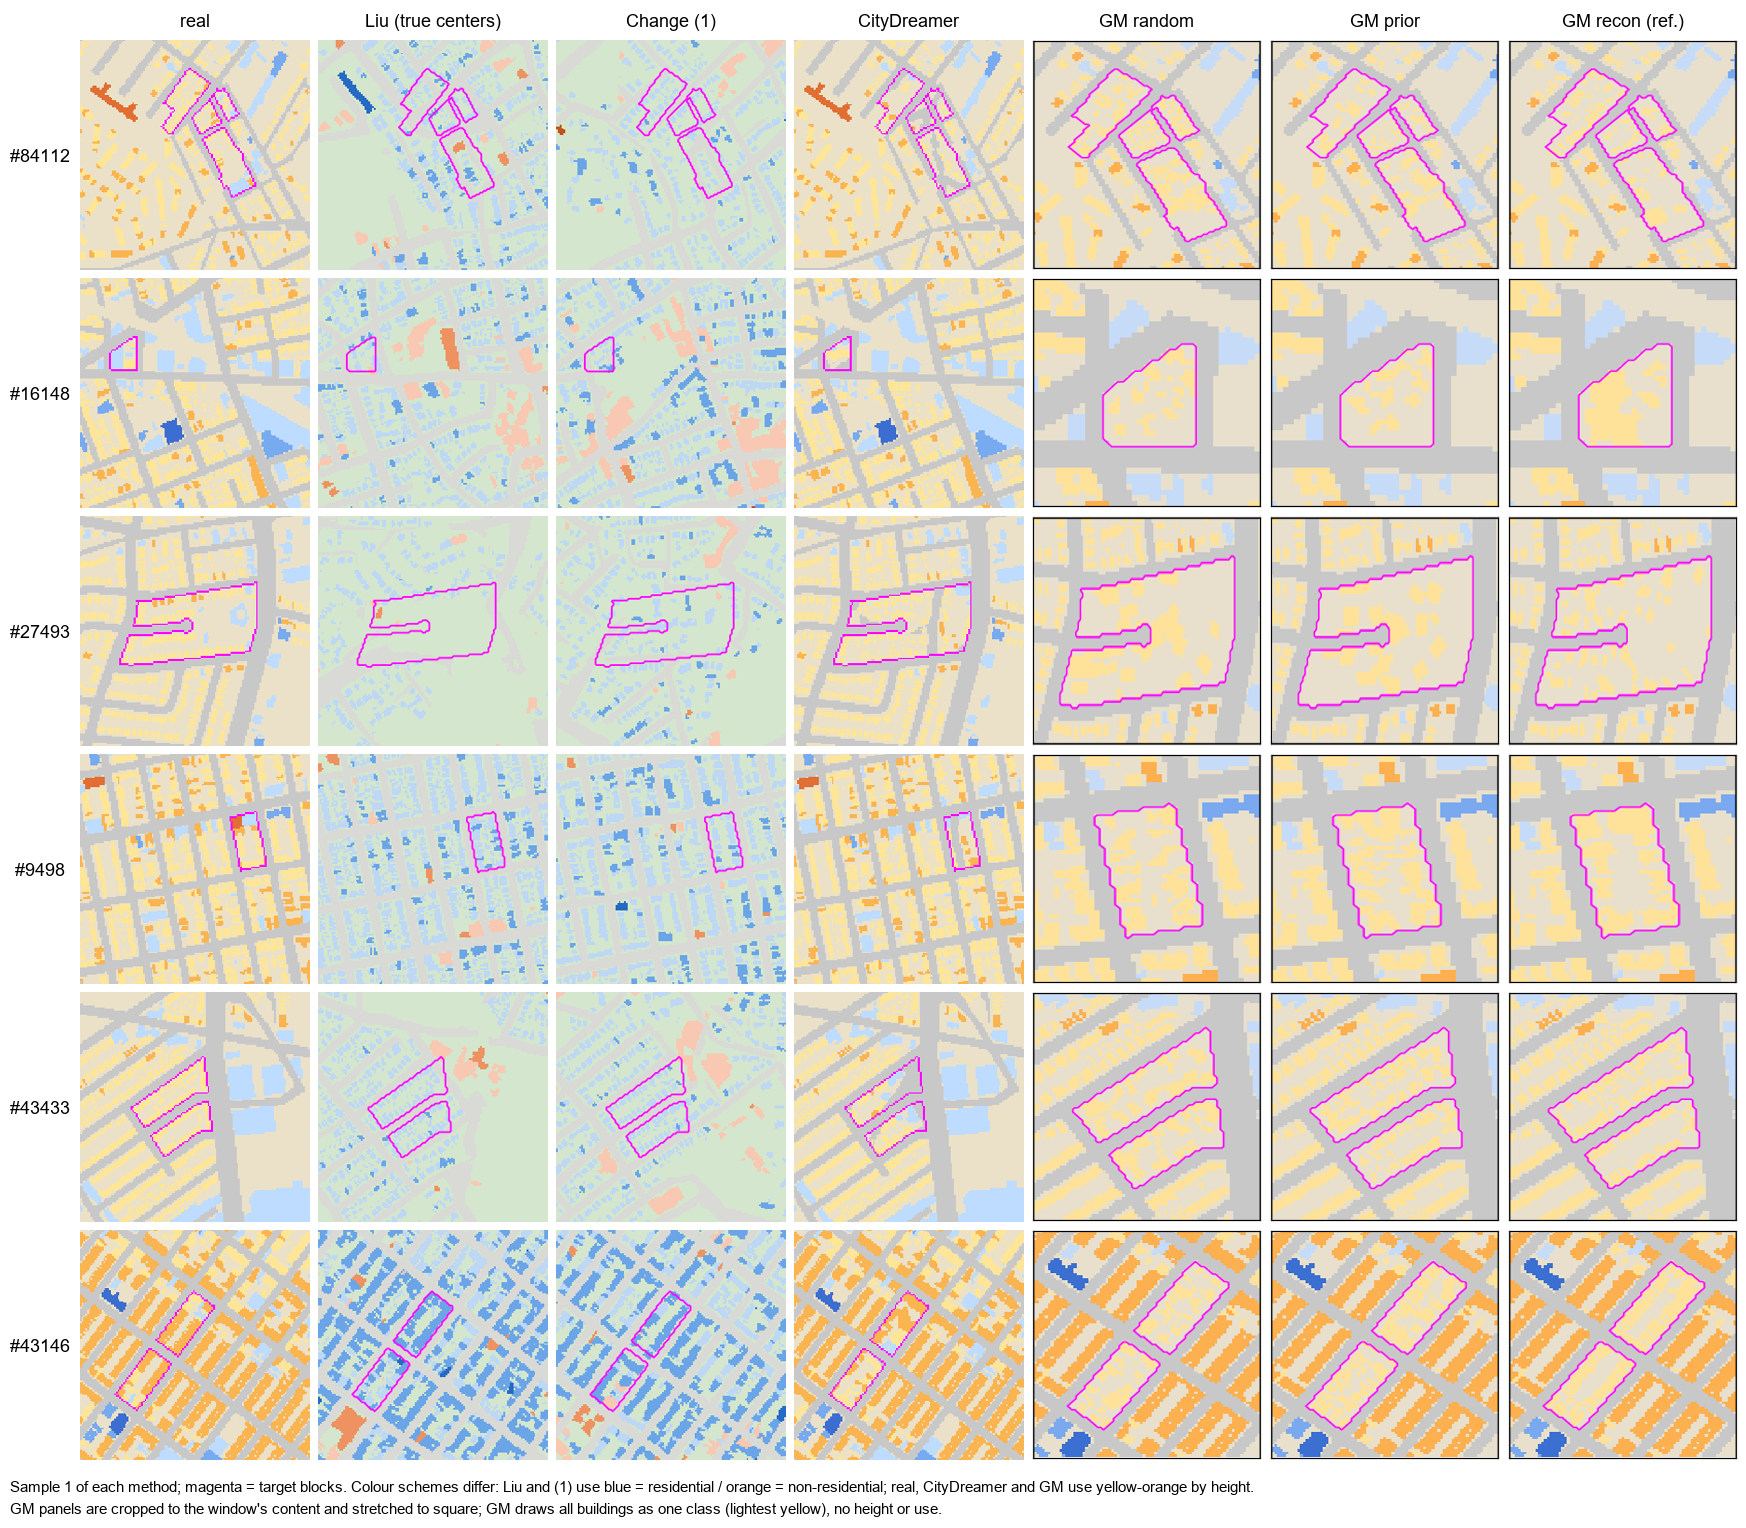 real Liu (true centers) Change (1) CityDreamer GM random GM prior GM recon (ref.)
#84112
#16148
#27493
#9498
#43433
#43146
Sample 1 of each method; magenta = target blocks. Colour schemes differ: Liu and (1) use blue = residential / orange = non-residential; real, CityDreamer and GM use yellow-orange by height.
GM panels are cropped to the window's content and stretched to square; GM draws all buildings as one class (lightest yellow), no height or use.